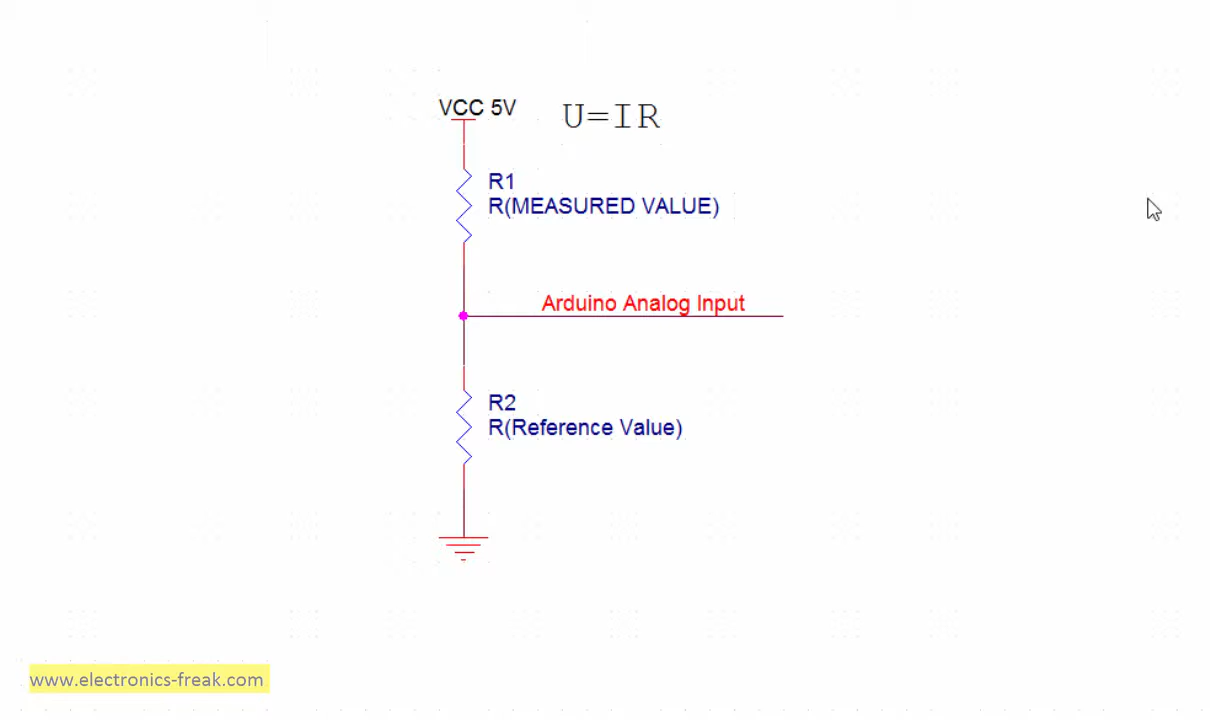 VCC 5V
U=IR
R1
R(MEASURED VALUE)
Arduino Analog Input
R2
R(Reference Value)
www.electronics-freak.com